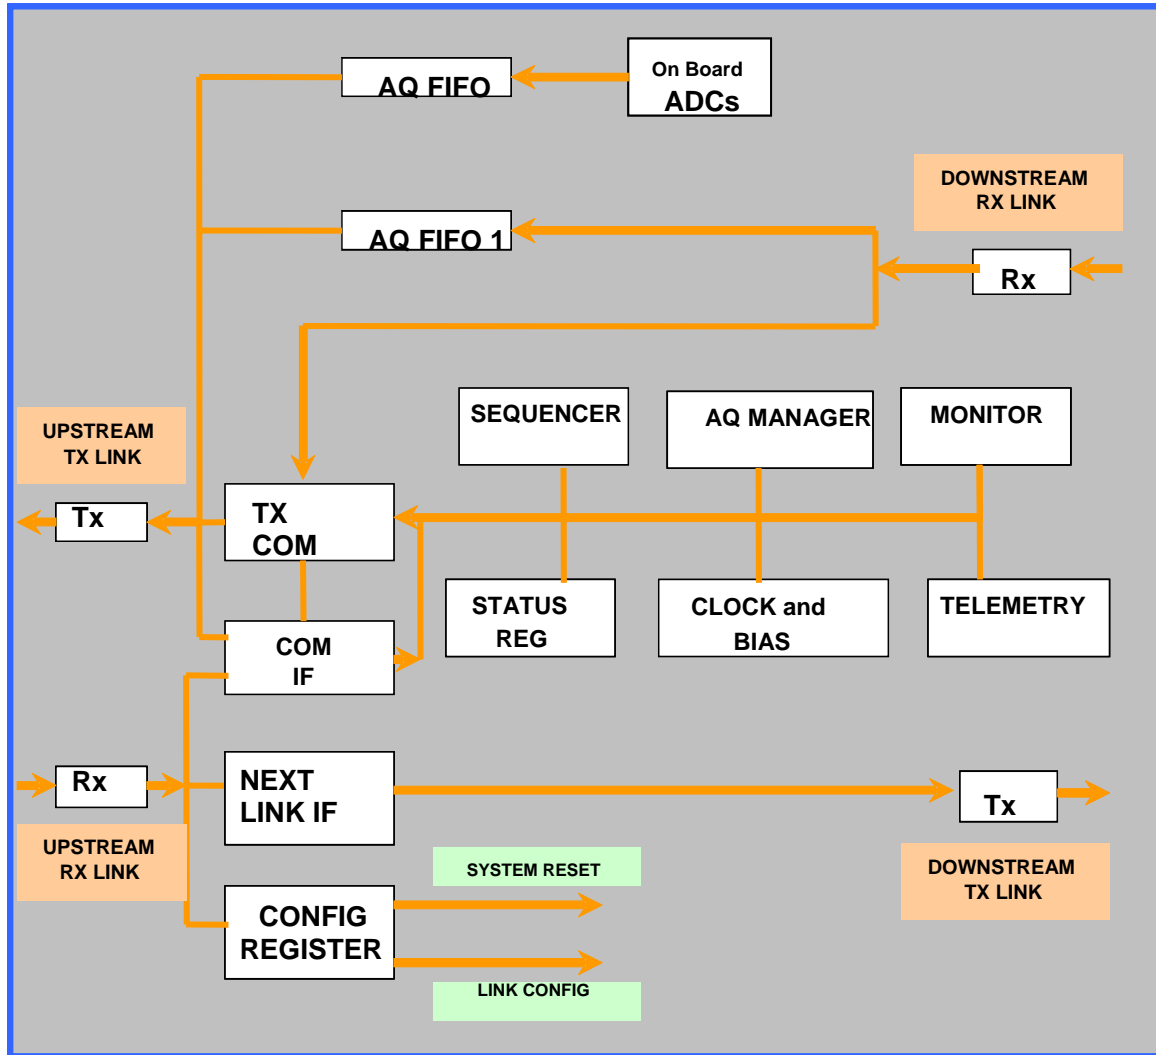 On Board
AQ FIFO
ADCs
DOWNSTREAM
RX LINK
AQ FIFO 1
Rx
SEQUENCER
AQ MANAGER
MONITOR
UPSTREAM
TX LINK
Tx
TX
COM
STATUS
REG
CLOCK and
BIAS
TELEMETRY
COM
IF
Rx
NEXT
LINK IF
Tx
UPSTREAM
RX LINK
DOWNSTREAM
TX LINK
SYSTEM RESET
CONFIG
REGISTER
LINK CONFIG